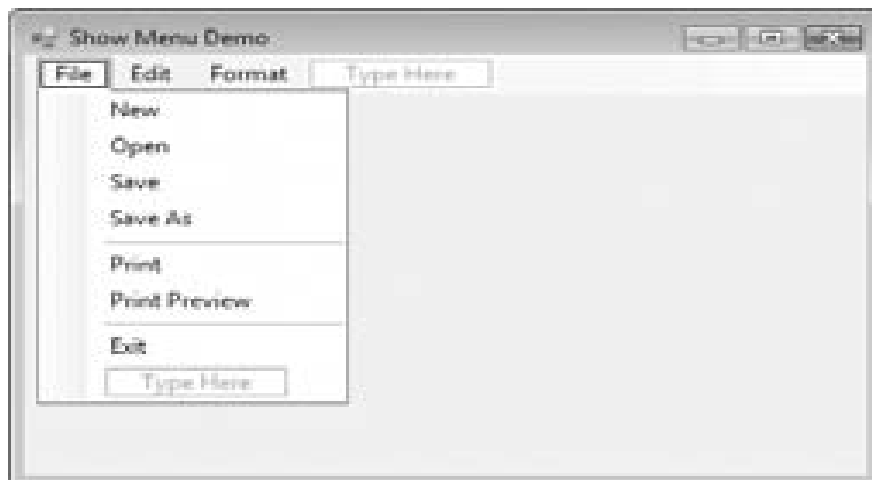 Show Menu Demo
File Edit Format Type Here
New
Open
Save
Save As
Print
Print Preview
Exit
Type Here